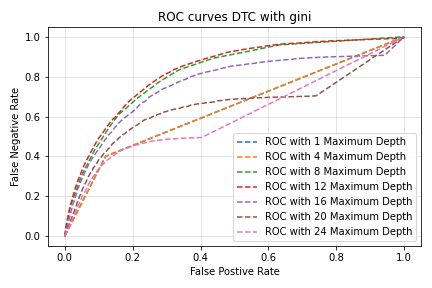 ROC curves DTC with gini
False Negative Rate
1.0
0.8
0.6
0.4
0.2
0.0
ROC with 1 Maximum Depth
ROC with 4 Maximum Depth
ROC with 8 Maximum Depth
ROC with 12 Maximum Depth
ROC with 16 Maximum Depth
ROC with 20 Maximum Depth
ROC with 24 Maximum Depth
0.0 0.2 0.4 0.6 0.8 1.0
False Postive Rate